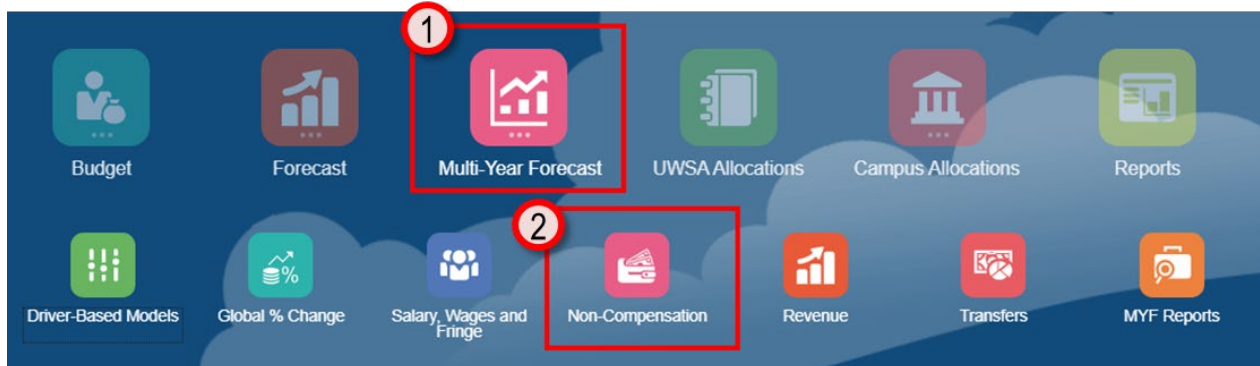 1
Budget
Forecast
Multi-Year Forecast
UWSA Allocations
Campus Allocations
Reports
2
%
Driver-Based Models
Global % Change
Salary, Wages and
Fringe
Non-Compensation
Revenue
Transfers
MYF Reports